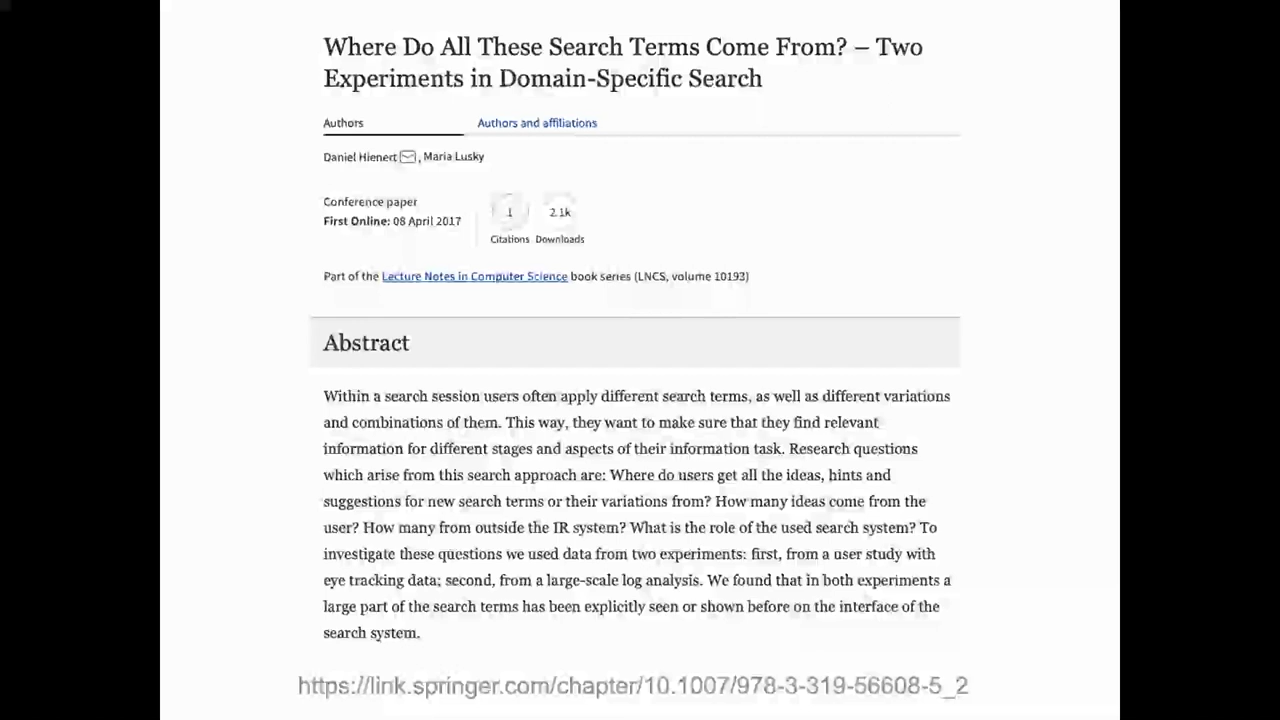 Where Do All These Search Terms Come From? – Two
Experiments in Domain-Specific Search
Authors
Authors and affiliations
Daniel Hienert, Maria Lusky
Conference paper
First Online: 08 April 2017
1
2.1k
Citations Downloads
Part of the Lecture Notes in Computer Science book series (LNCS, volume 10193)
Abstract
Within a search session users often apply different search terms, as well as different variations
and combinations of them. This way, they want to make sure that they find relevant
information for different stages and aspects of their information task. Research questions
which arise from this search approach are: Where do users get all the ideas, hints and
suggestions for new search terms or their variations from? How many ideas come from the
user? How many from outside the IR system? What is the role of the used search system? To
investigate these questions we used data from two experiments: first, from a user study with
eye tracking data; second, from a large-scale log analysis. We found that in both experiments a
large part of the search terms has been explicitly seen or shown before on the interface of the
search system.
https://link.springer.com/chapter/10.1007/978-3-319-56608-5_2